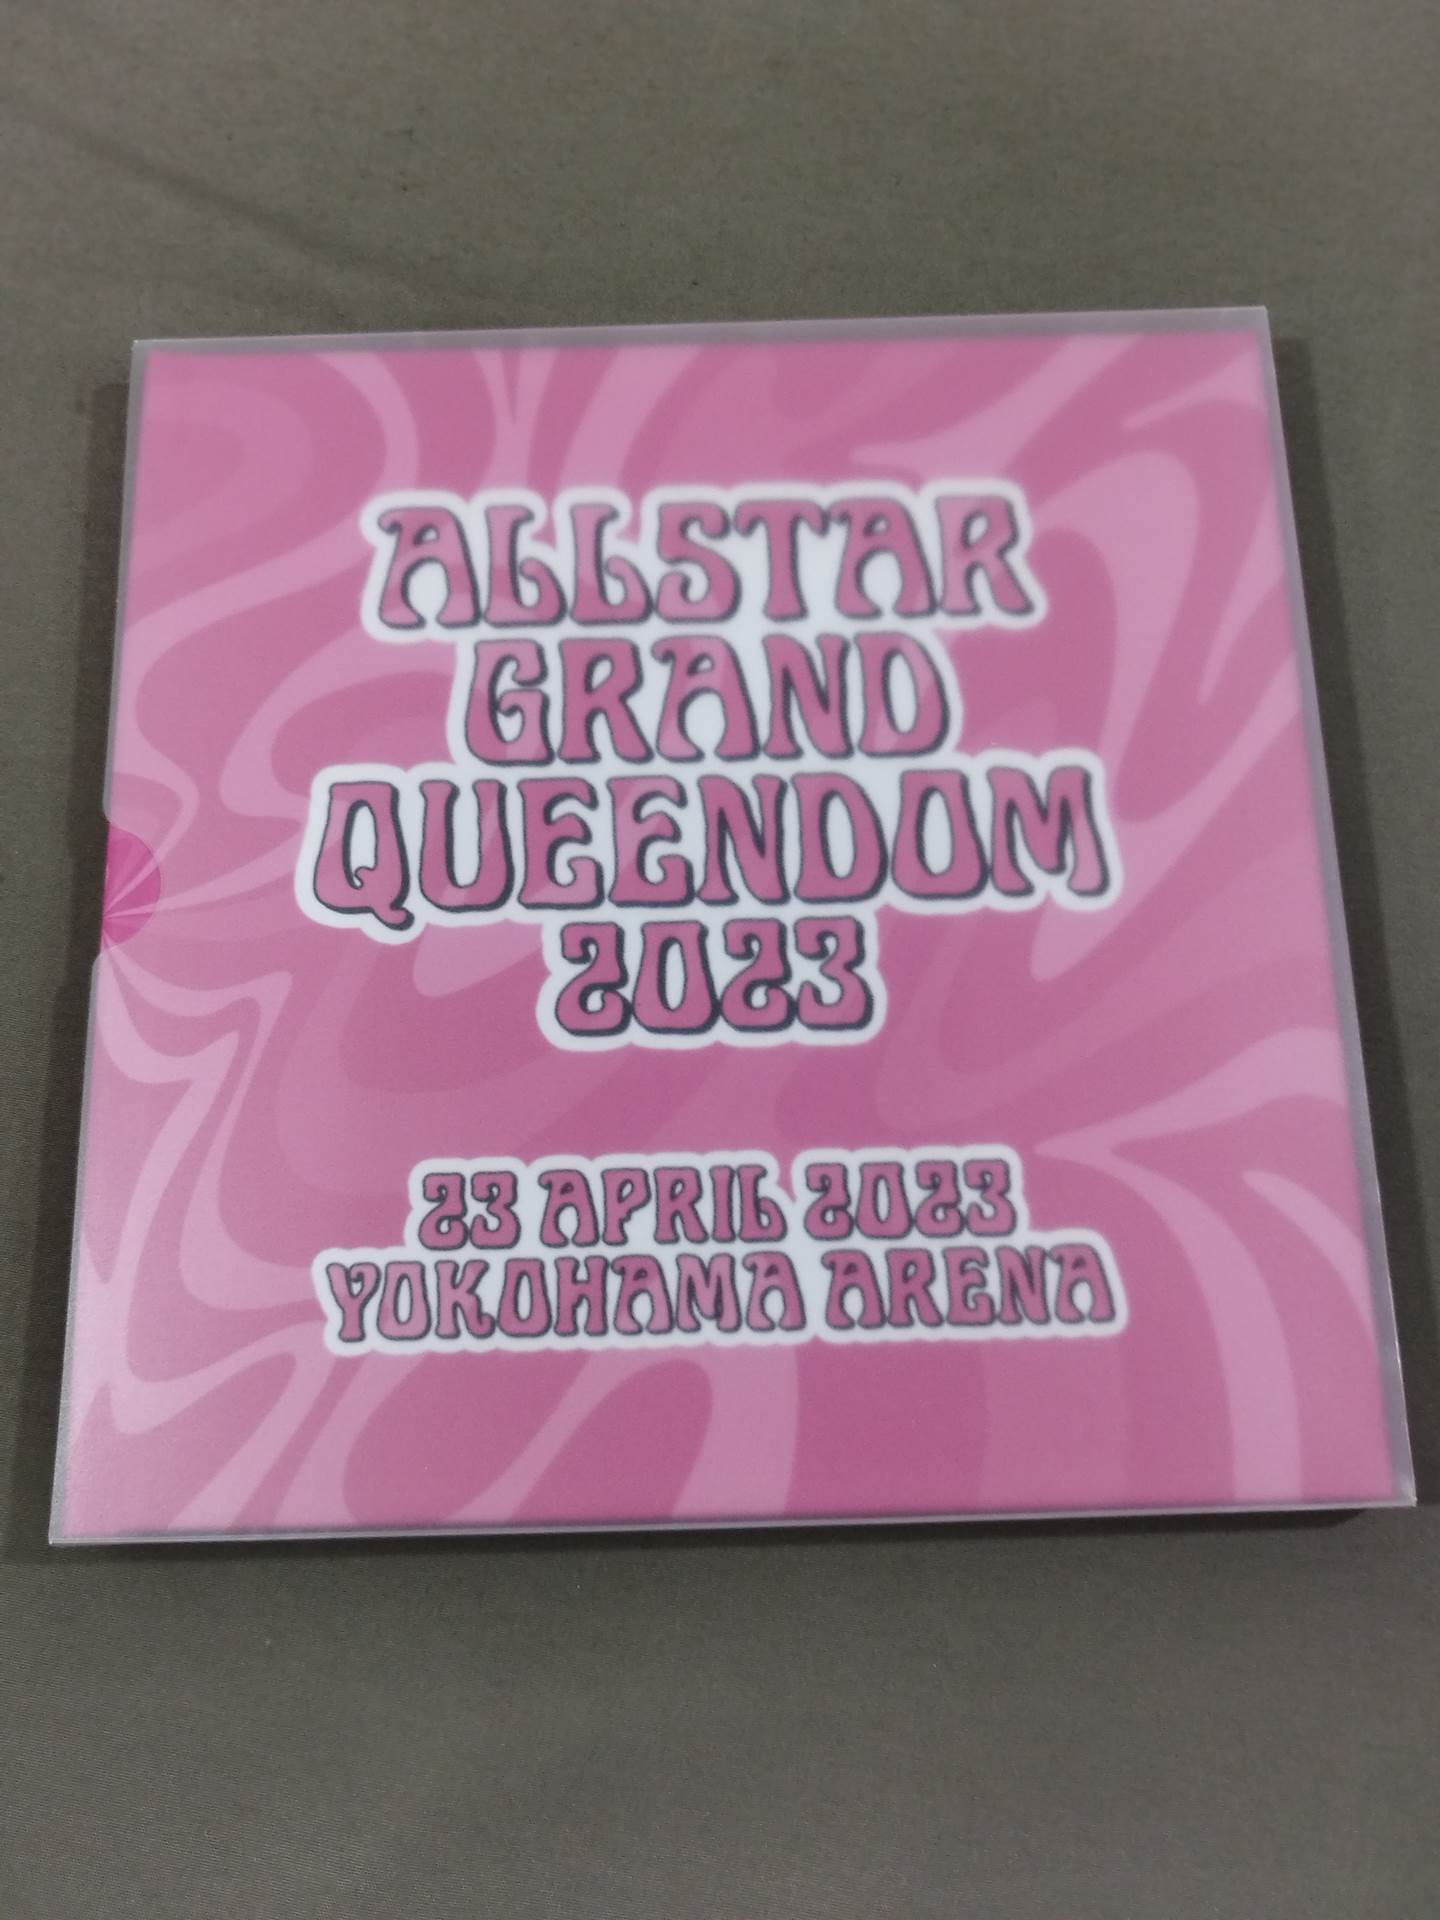 ALLSTAR
GRAND
QUEENDOM
2023
23 APRIL 2023
YOKOHAMA ARENA